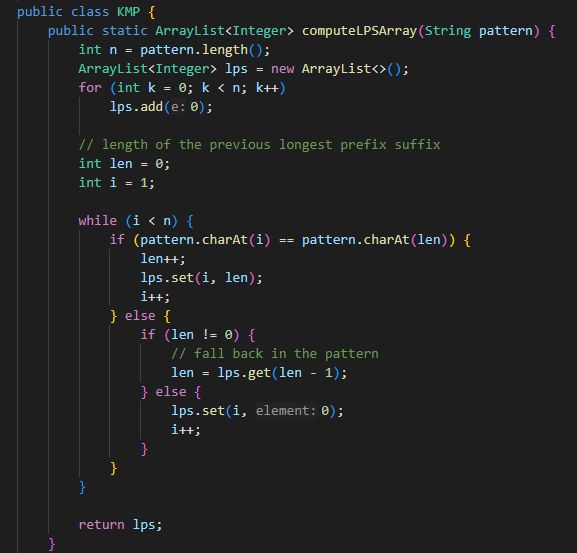 public class KMP {
    public static ArrayList<Integer> computeLPSArray(String pattern) {
        int n = pattern.length();
        ArrayList<Integer> lps = new ArrayList<>();
        for (int k = 0; k < n; k++)
            lps.add(e: 0);

        // length of the previous longest prefix suffix
        int len = 0;
        int i = 1;

        while (i < n) {
            if (pattern.charAt(i) == pattern.charAt(len)) {
                len++;
                lps.set(i, len);
                i++;
            } else {
                if (len != 0) {
                    // fall back in the pattern
                    len = lps.get(len - 1);
                } else {
                    lps.set(i, element: 0);
                    i++;
                }
            }
        }

        return lps;
    }